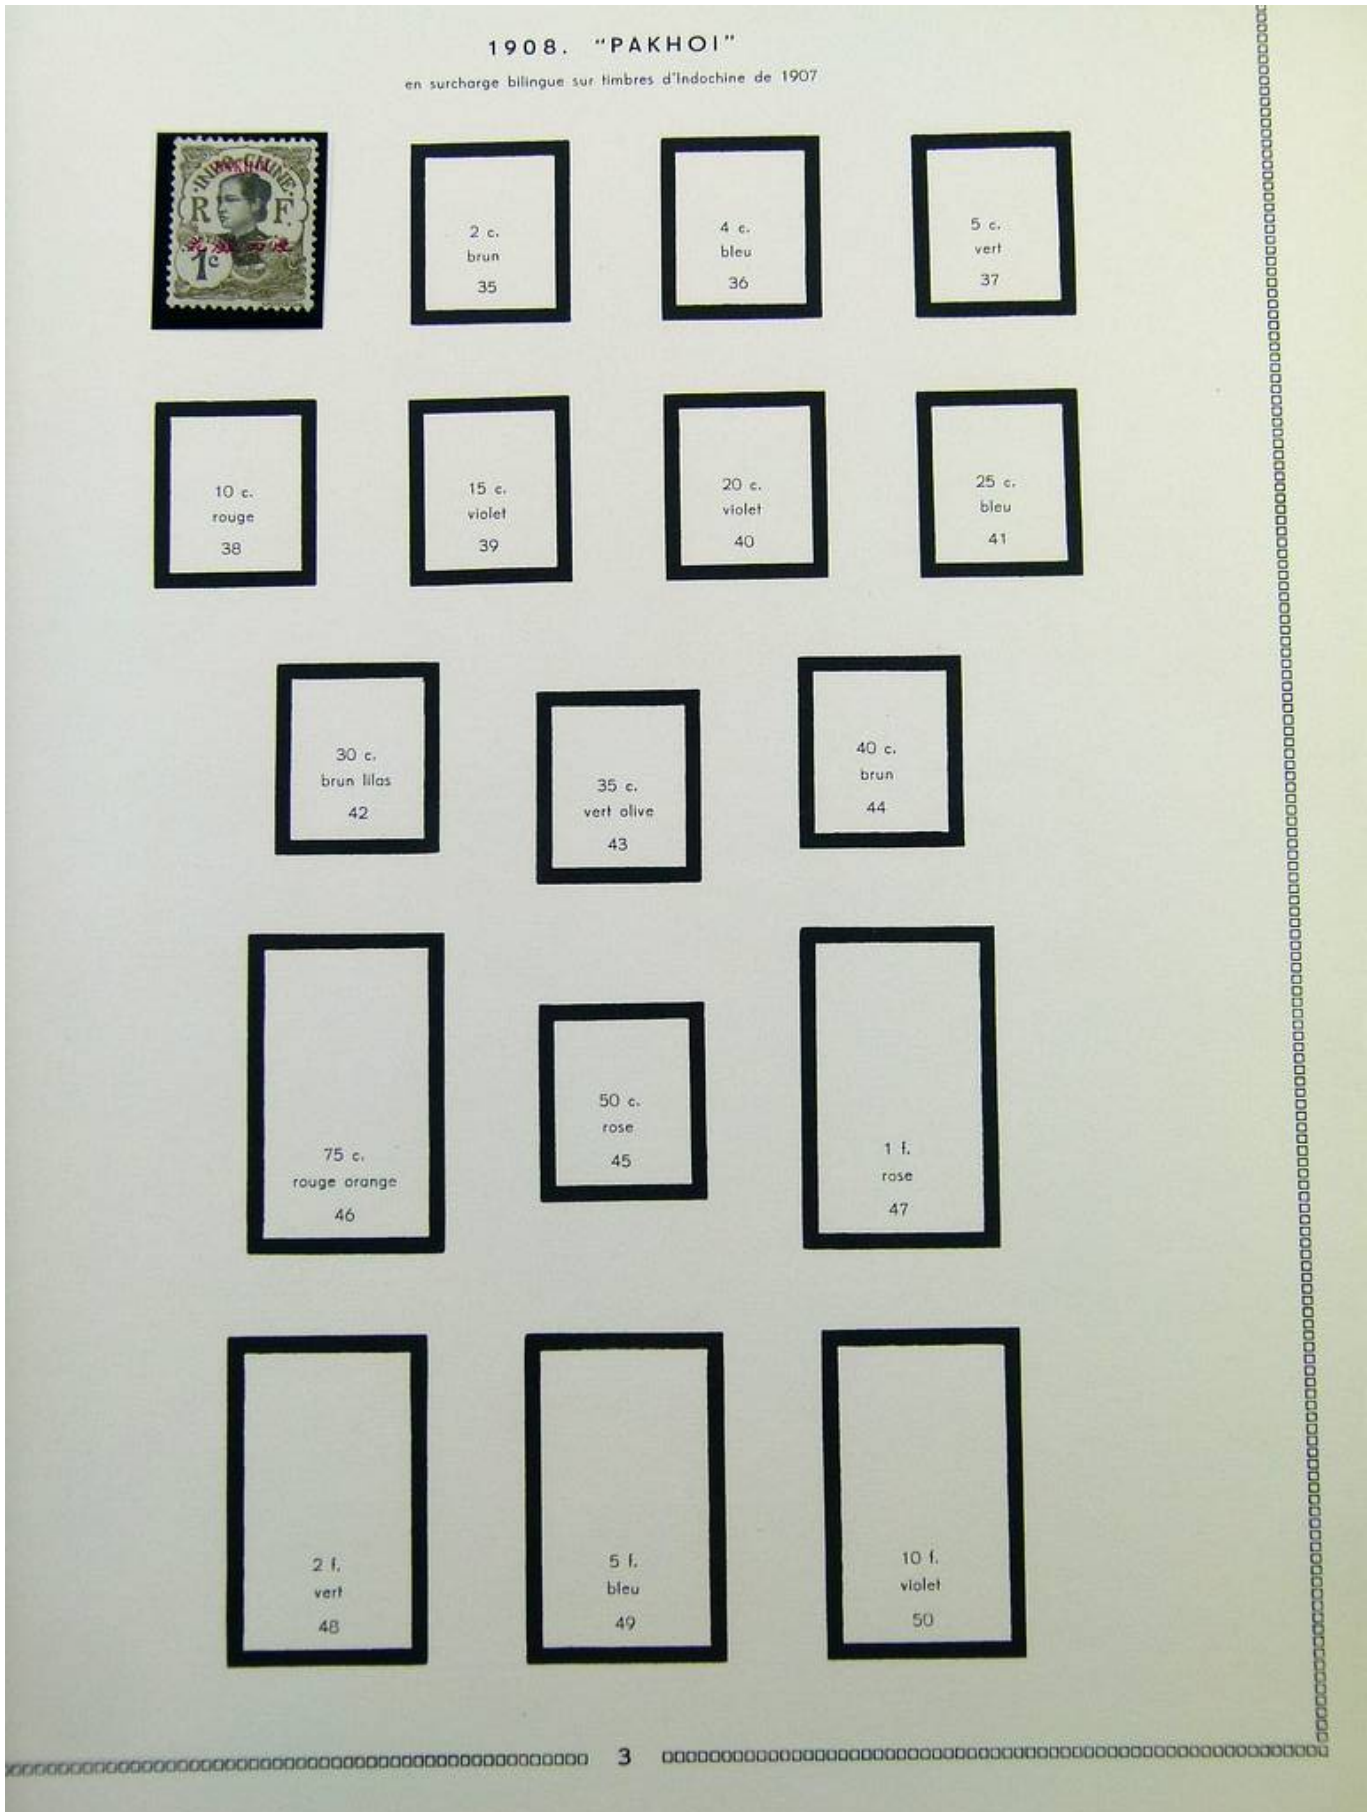 1908. "PAKHOI"
en surcharge bilingue sur timbres d'Indochine de 1907
R F.
1c
2 c.
brun
35
4 c.
bleu
36
5 c.
vert
37
10 c.
rouge
38
15 c.
violet
39
20 c.
violet
40
25 c.
bleu
41
30 c.
brun lilas
42
35 c.
vert olive
43
40 c.
brun
44
75 c.
rouge orange
46
50 c.
rose
45
1 f.
rose
47
2 f.
vert
48
5 f.
bleu
49
10 f.
violet
50
3